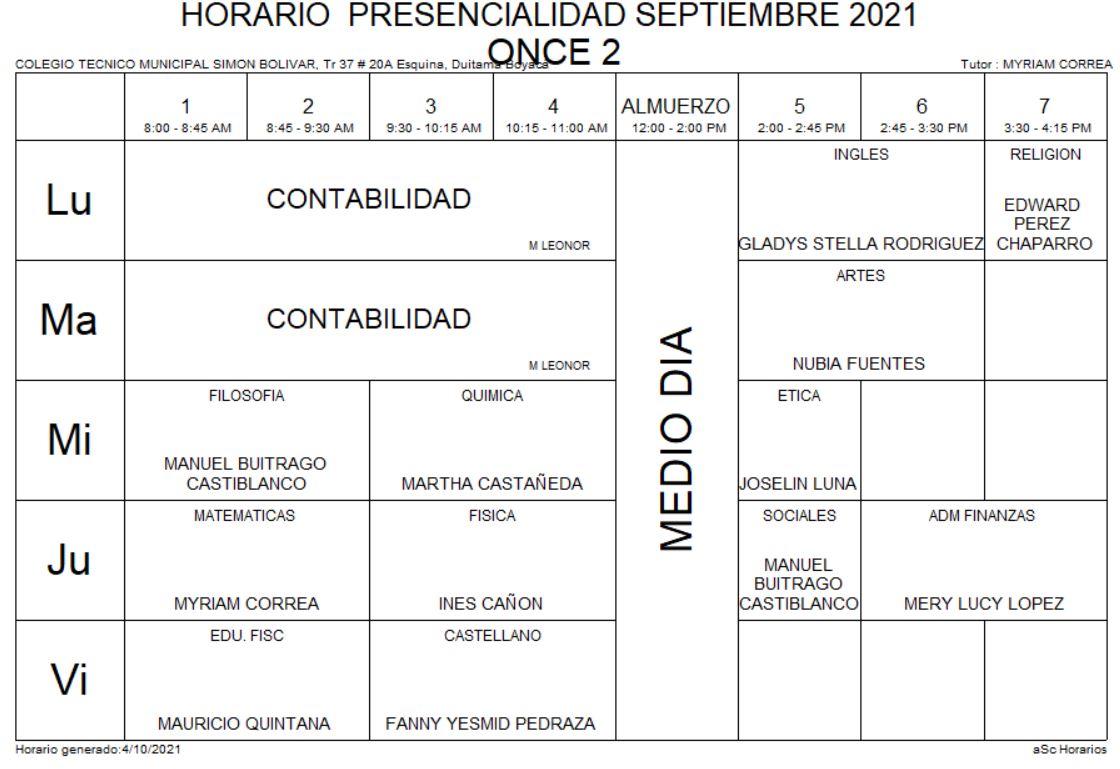 HORARIO PRESENCIALIDAD SEPTIEMBRE 2021
ONCE 2
COLEGIO TECNICO MUNICIPAL SIMON BOLIVAR, Tr 37 # 20A Esquina, Duitama Boyaca
Tutor : MYRIAM CORREA
1 2 3 4 ALMUERZO 5 6 7
8:00 - 8:45 AM 8:45 - 9:30 AM 9:30 - 10:15 AM 10:15 - 11:00 AM 12:00 - 2:00 PM 2:00 - 2:45 PM 2:45 - 3:30 PM 3:30 - 4:15 PM
Lu
CONTABILIDAD
M LEONOR
INGLES
GLADYS STELLA RODRIGUEZ
RELIGION
EDWARD
PEREZ
CHAPARRO
Ma
CONTABILIDAD
M LEONOR
MEDIO DIA
ARTES
NUBIA FUENTES
Mi
FILOSOFIA
MANUEL BUITRAGO
CASTIBLANCO
QUIMICA
MARTHA CASTAÑEDA
ETICA
JOSELIN LUNA
Ju
MATEMATICAS
MYRIAM CORREA
FISICA
INES CAÑON
SOCIALES
MANUEL
BUITRAGO
CASTIBLANCO
ADM FINANZAS
MERY LUCY LOPEZ
Vi
EDU. FISC
MAURICIO QUINTANA
CASTELLANO
FANNY YESMID PEDRAZA
Horario generado:4/10/2021
aSc Horarios